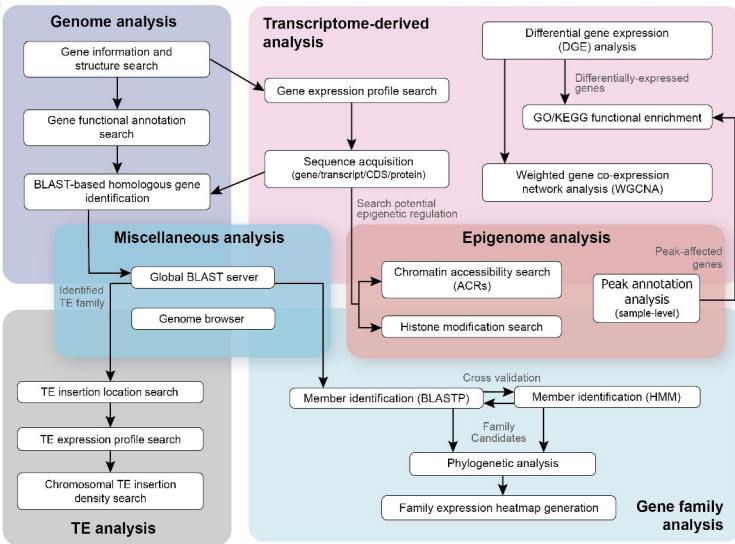 Genome analysis
Gene information and
structure search
Gene functional annotation
search
BLAST-based homologous gene
identification
Transcriptome-derived
analysis
Gene expression profile search
Sequence acquisition
(gene/transcript/CDS/protein)
Search potential
epigenetic regulation
Differential gene expression
(DGE) analysis
Differentially-expressed
genes
GO/KEGG functional enrichment
Weighted gene co-expression
network analysis (WGCNA)
Miscellaneous analysis
Global BLAST server
Genome browser
Identified
TE family
Epigenome analysis
Chromatin accessibility search
(ACRs)
Histone modification search
Peak-affected
genes
Peak annotation
analysis
(sample-level)
TE insertion location search
TE expression profile search
Chromosomal TE insertion
density search
TE analysis
Cross validation
Member identification (BLASTP)
Member identification (HMM)
Family
Candidates
Phylogenetic analysis
Family expression heatmap generation
Gene family
analysis